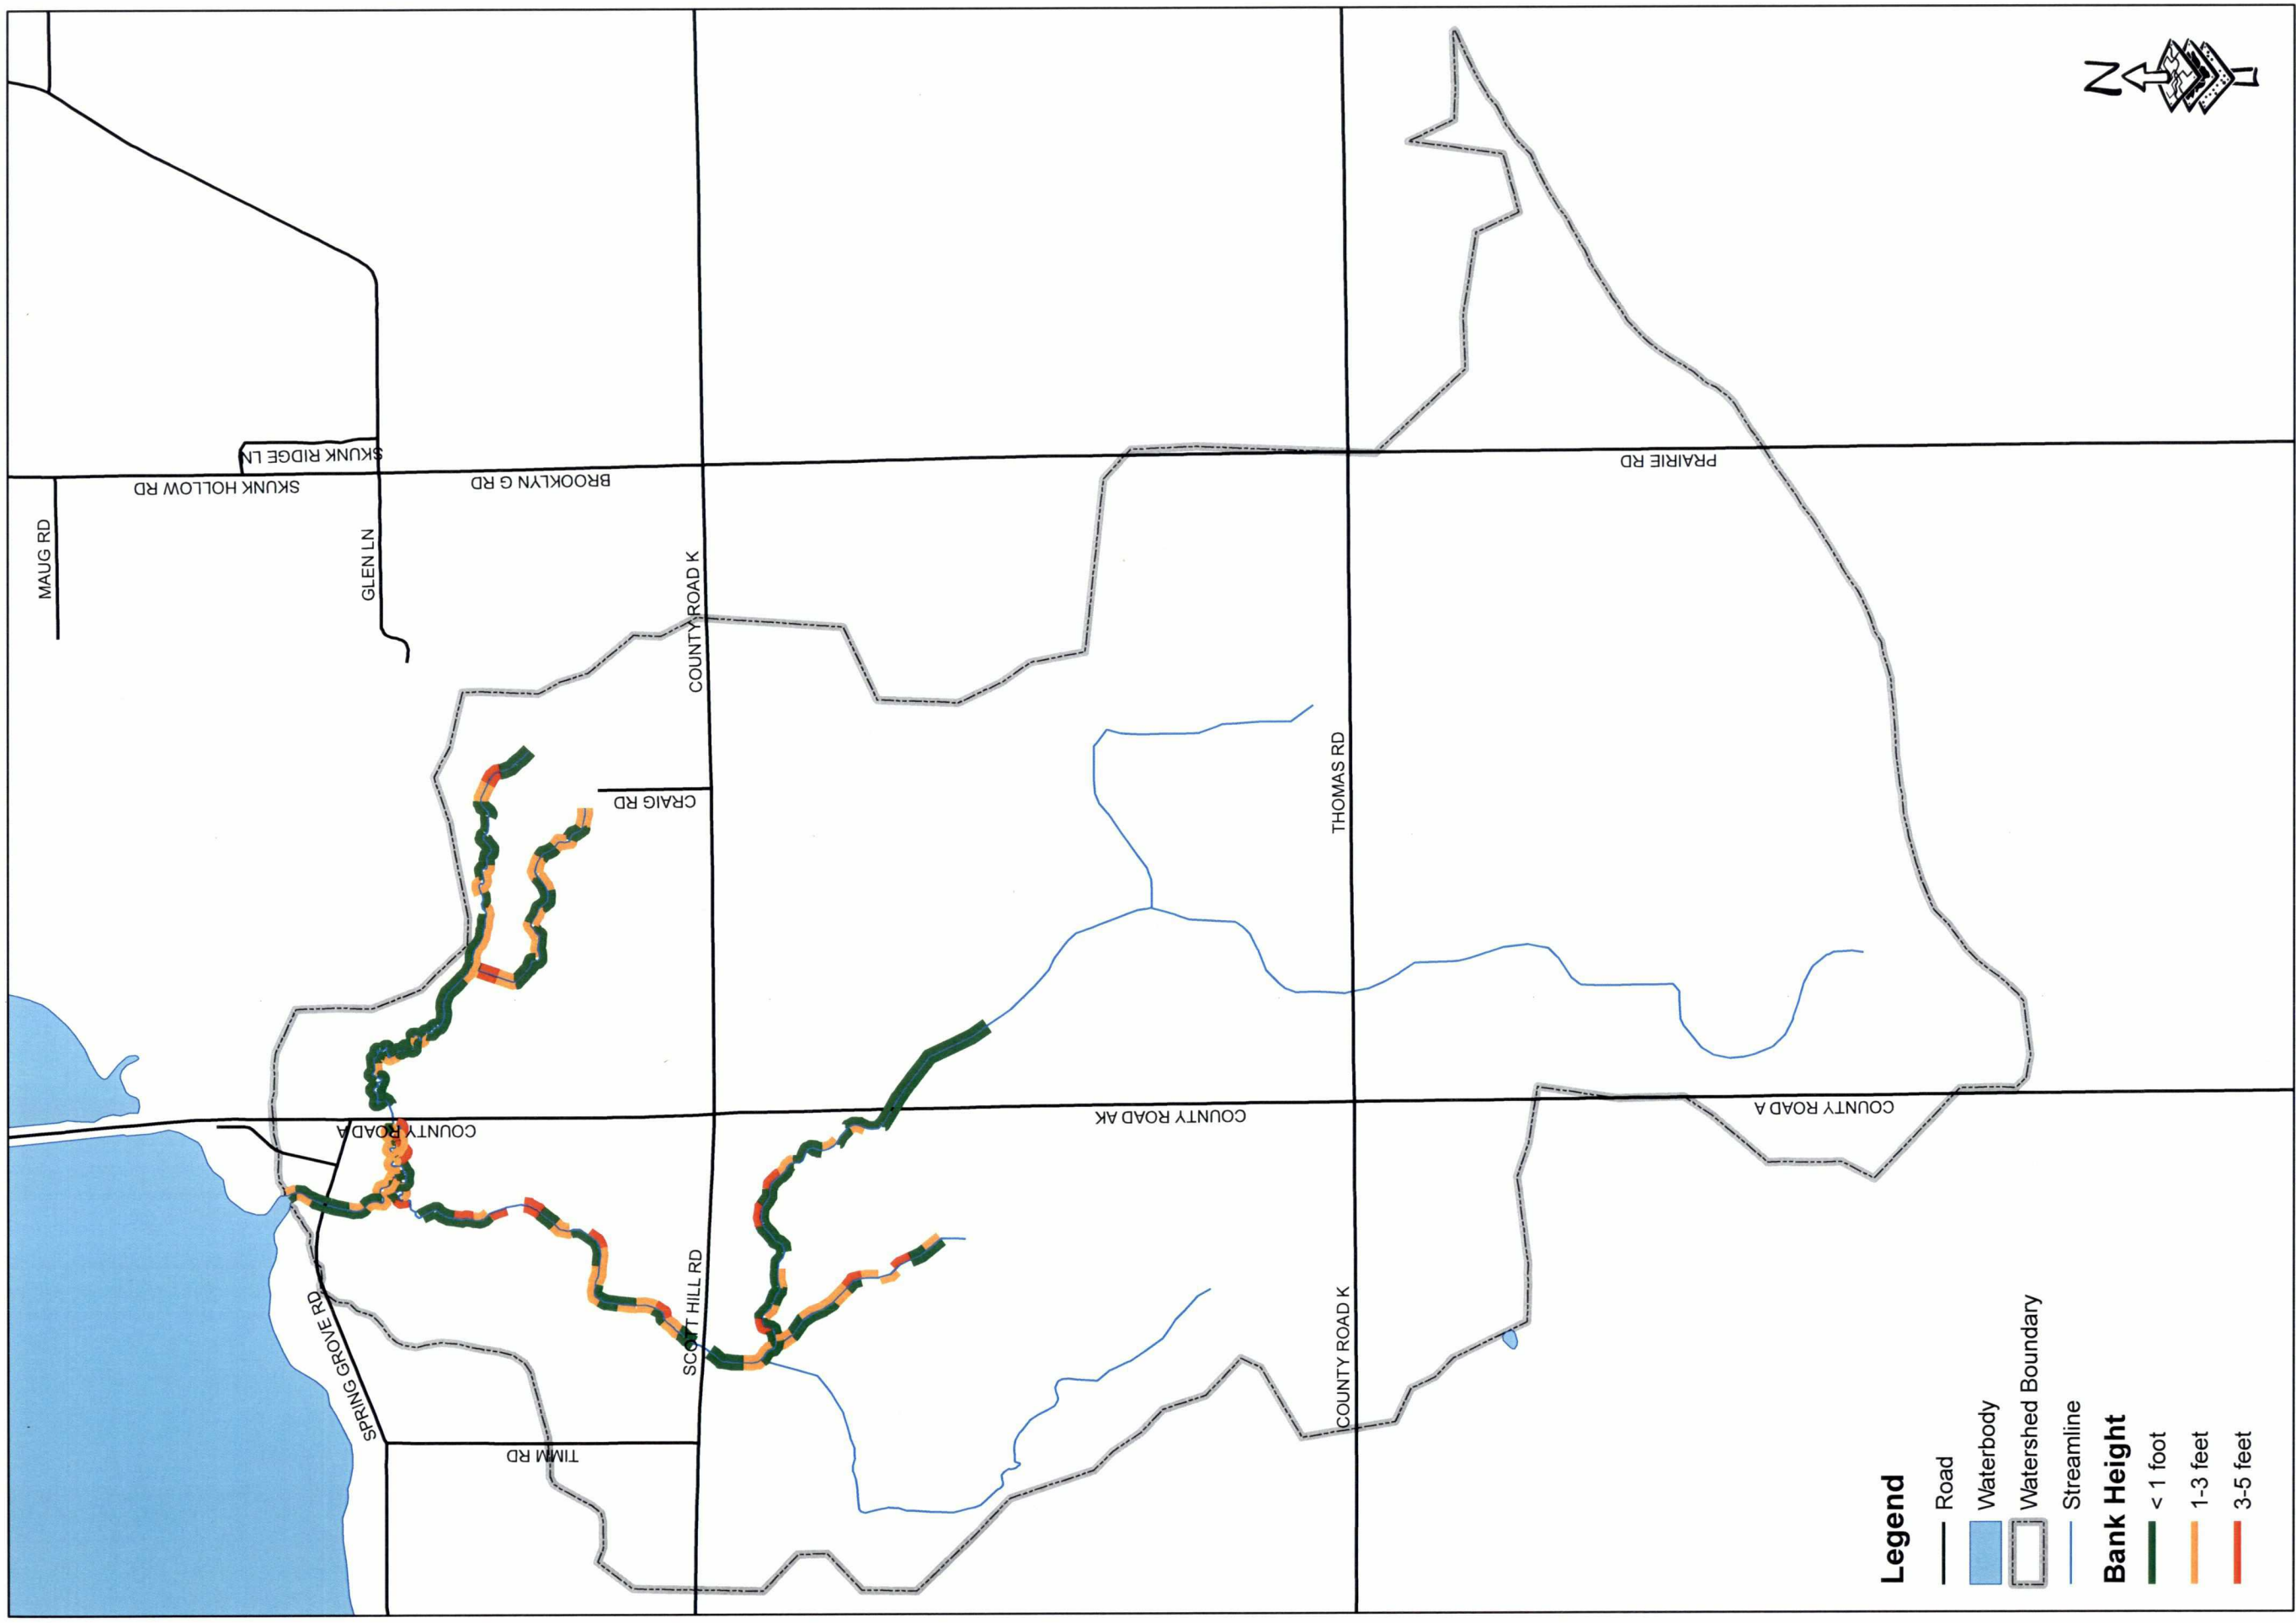 MAUG RD
SKUNK HOLLOW RD
SKUNK RIDGE LN
GLEN LN
BROOKLYN G RD
COUNTY ROAD K
CRAIG RD
PRAIRIE RD
THOMAS RD
COUNTY ROAD A
COUNTY ROAD AK
COUNTY ROAD A
SPRING GROVE RD
SCOTT HILL RD
TIMM RD
COUNTY ROAD K
N
Legend
Road
Waterbody
Watershed Boundary
Streamline
Bank Height
< 1 foot
1-3 feet
3-5 feet